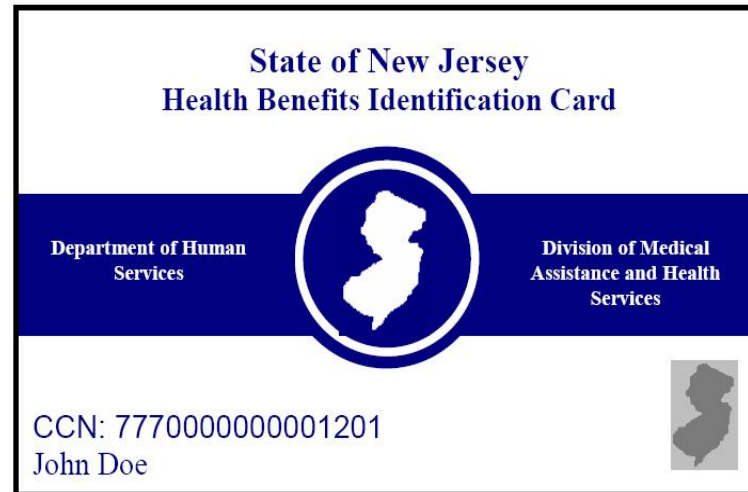 State of New Jersey
Health Benefits Identification Card
Department of Human
Services
Division of Medical
Assistance and Health
Services
CCN: 7770000000001201
John Doe